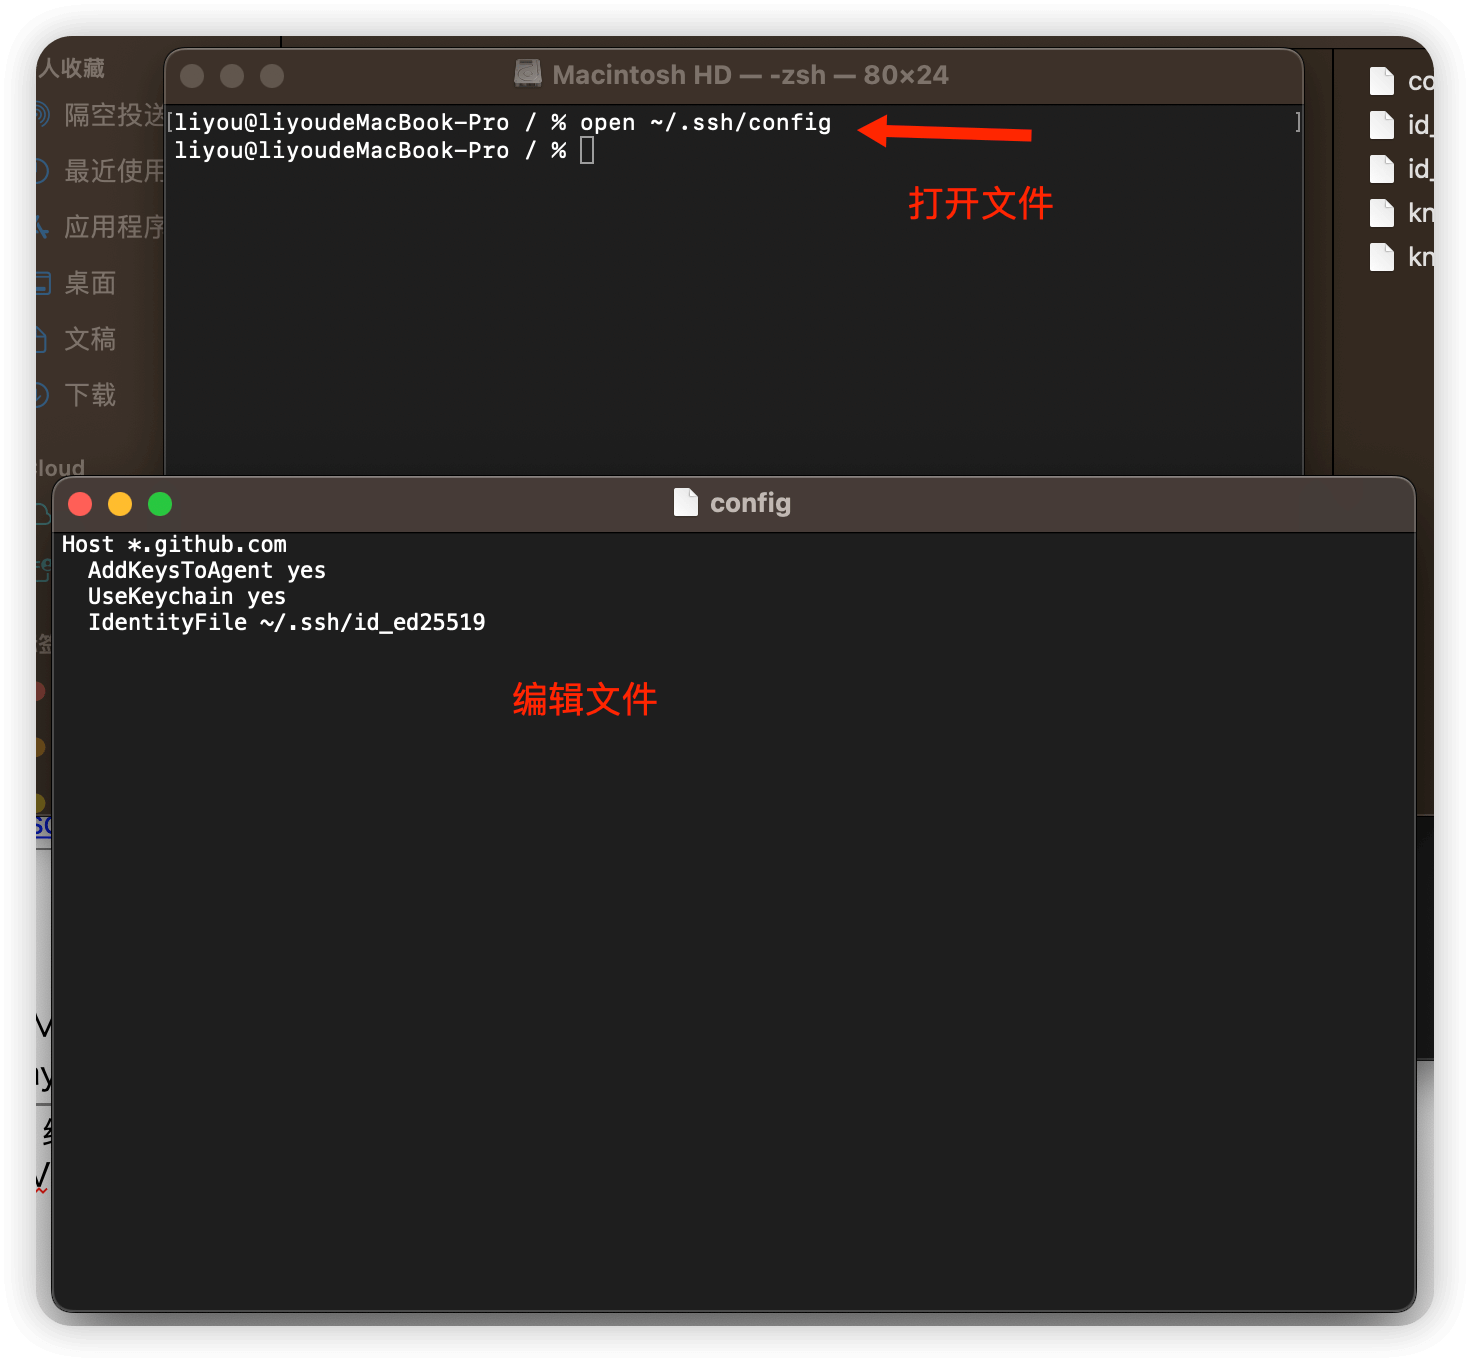 人收藏
隔空投送
最近使用
应用程序
桌面
文稿
下载
Macintosh HD — -zsh — 80×24
[liyou@liyoudeMacBook-Pro / % open ~/.ssh/config ]
liyou@liyoudeMacBook-Pro / %
打开文件
co
id_
id_
kn
kn
config
Host *.github.com
AddKeysToAgent yes
UseKeychain yes
IdentityFile ~/.ssh/id_ed25519
编辑文件